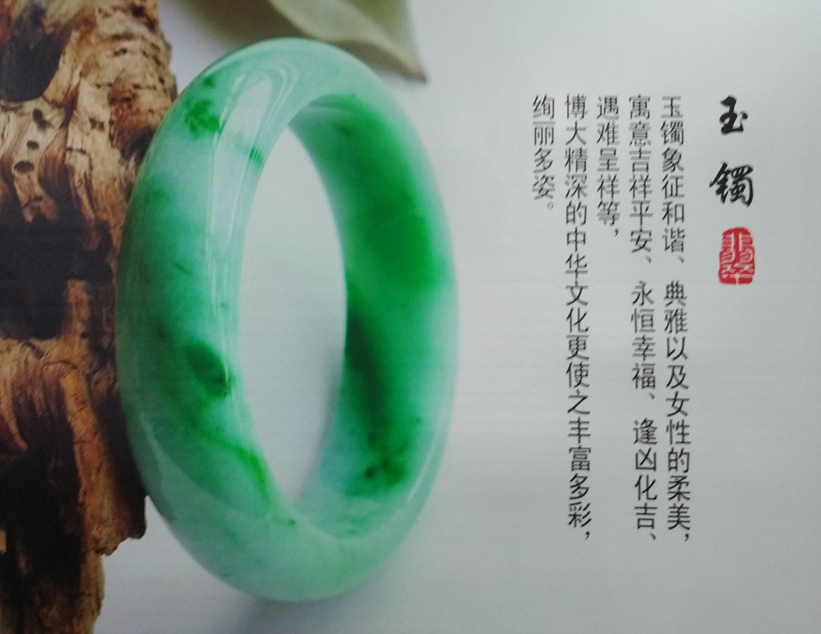 玉镯
翡翠
玉镯象征和谐、典雅以及女性的柔美，
寓意吉祥平安、永恒幸福、逢凶化吉、
遇难呈祥等，
博大精深的中华文化更使之丰富多彩，
绚丽多姿。